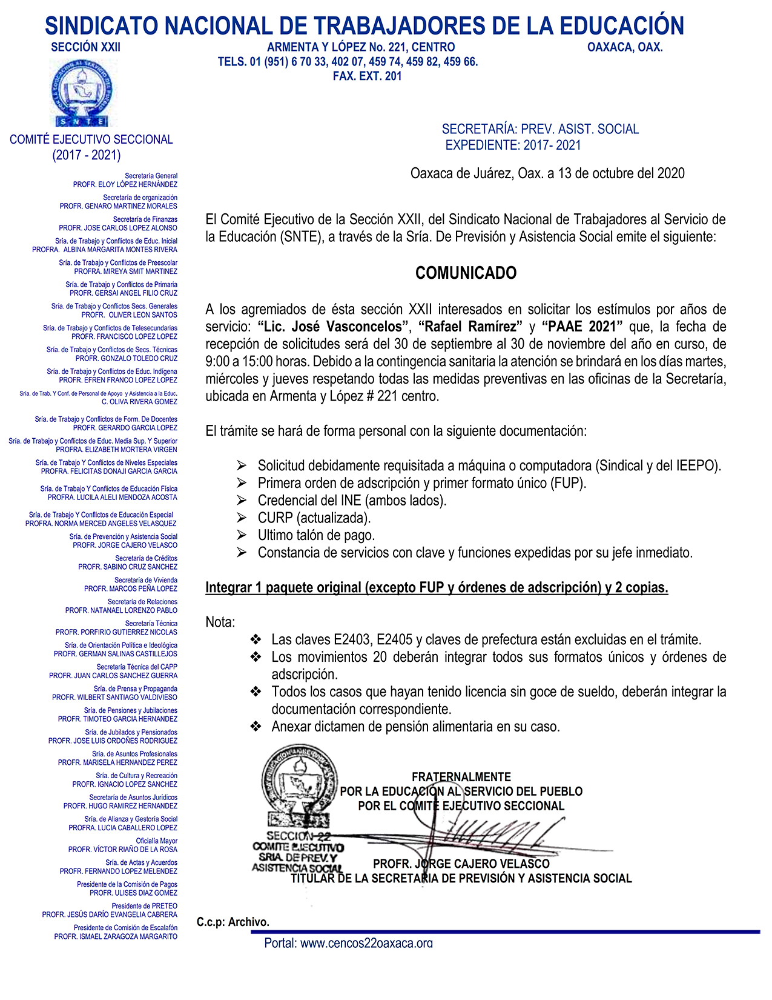 SINDICATO NACIONAL DE TRABAJADORES DE LA EDUCACIÓN
SECCIÓN XXII ARMENTA Y LÓPEZ No. 221, CENTRO OAXACA, OAX.
TELS. 01 (951) 6 70 33, 402 07, 459 74, 459 82, 459 66.
FAX. EXT. 201
S N T E
COMITÉ EJECUTIVO SECCIONAL
(2017 - 2021)
Secretaría General
PROFR. ELOY LÓPEZ HERNÁNDEZ
Secretaría de organización
PROFR. GENARO MARTINEZ MORALES
Secretaría de Finanzas
PROFR. JOSE CARLOS LOPEZ ALONSO
Sría. de Trabajo y Conflictos de Educ. Inicial
PROFRA. ALBINA MARGARITA MONTES RIVERA
Sría. de Trabajo y Conflictos de Preescolar
PROFRA. MIREYA SMIT MARTINEZ
Sría. de Trabajo y Conflictos de Primaria
PROFR. GERSAI ANGEL FILIO CRUZ
Sría. de Trabajo y Conflictos Secs. Generales
PROFR. OLIVER LEON SANTOS
Sría. de Trabajo y Conflictos de Telesecundarias
PROFR. FRANCISCO LOPEZ LOPEZ
Sría. de Trabajo y Conflictos de Secs. Técnicas
PROFR. GONZALO TOLEDO CRUZ
Sría. de Trabajo y Conflictos de Educ. Indígena
PROFR. EFREN FRANCO LOPEZ LOPEZ
Sría. de Trab. Y Conf. de Personal de Apoyo y Asistencia a la Educ.
C. OLIVA RIVERA GOMEZ
Sría. de Trabajo y Conflictos de Form. De Docentes
PROFR. GERARDO GARCIA LOPEZ
Sría. de Trabajo y Conflictos de Educ. Media Sup. Y Superior
PROFRA. ELIZABETH MORTERA VIRGEN
Sría. de Trabajo Y Conflictos de Niveles Especiales
PROFRA. FELICITAS DONAJI GARCIA GARCIA
Sría. de Trabajo Y Conflictos de Educación Física
PROFRA. LUCILA ALELI MENDOZA ACOSTA
Sría. de Trabajo Y Conflictos de Educación Especial
PROFRA. NORMA MERCED ANGELES VELASQUEZ
Sría. de Prevención y Asistencia Social
PROFR. JORGE CAJERO VELASCO
Secretaría de Créditos
PROFR. SABINO CRUZ SANCHEZ
Secretaría de Vivienda
PROFR. MARCOS PEÑA LOPEZ
Secretaría de Relaciones
PROFR. NATANAEL LORENZO PABLO
Secretaría Técnica
PROFR. PORFIRIO GUTIERREZ NICOLAS
Sría. de Orientación Política e Ideológica
PROFR. GERMAN SALINAS CASTILLEJOS
Secretaría Técnica del CAPP
PROFR. JUAN CARLOS SANCHEZ GUERRA
Sría. de Prensa y Propaganda
PROFR. WILBERT SANTIAGO VALDIVIESO
Sría. de Pensiones y Jubilaciones
PROFR. TIMOTEO GARCIA HERNANDEZ
Sría. de Jubilados y Pensionados
PROFR. JOSE LUIS ORDOÑES RODRIGUEZ
Sría. de Asuntos Profesionales
PROFR. MARISELA HERNANDEZ PEREZ
Sría. de Cultura y Recreación
PROFR. IGNACIO LOPEZ SANCHEZ
Secretaría de Asuntos Jurídicos
PROFR. HUGO RAMIREZ HERNANDEZ
Sría. de Alianza y Gestoría Social
PROFRA. LUCIA CABALLERO LOPEZ
Oficialía Mayor
PROFR. VÍCTOR RIAÑO DE LA ROSA
Sría. de Actas y Acuerdos
PROFR. FERNANDO LOPEZ MELENDEZ
Presidente de la Comisión de Pagos
PROFR. ULISES DIAZ GOMEZ
Presidente de PRETEO
PROFR. JESÚS DARÍO EVANGELIA CABRERA
Presidente de Comisión de Escalafón
PROFR. ISMAEL ZARAGOZA MARGARITO
SECRETARÍA: PREV. ASIST. SOCIAL
EXPEDIENTE: 2017- 2021
Oaxaca de Juárez, Oax. a 13 de octubre del 2020
El Comité Ejecutivo de la Sección XXII, del Sindicato Nacional de Trabajadores al Servicio de
la Educación (SNTE), a través de la Sría. De Previsión y Asistencia Social emite el siguiente:
COMUNICADO
A los agremiados de ésta sección XXII interesados en solicitar los estímulos por años de
servicio: “Lic. José Vasconcelos”, “Rafael Ramírez” y “PAAE 2021” que, la fecha de
recepción de solicitudes será del 30 de septiembre al 30 de noviembre del año en curso, de
9:00 a 15:00 horas. Debido a la contingencia sanitaria la atención se brindará en los días martes,
miércoles y jueves respetando todas las medidas preventivas en las oficinas de la Secretaría,
ubicada en Armenta y López # 221 centro.
El trámite se hará de forma personal con la siguiente documentación:
➢ Solicitud debidamente requisitada a máquina o computadora (Sindical y del IEEPO).
➢ Primera orden de adscripción y primer formato único (FUP).
➢ Credencial del INE (ambos lados).
➢ CURP (actualizada).
➢ Ultimo talón de pago.
➢ Constancia de servicios con clave y funciones expedidas por su jefe inmediato.
Integrar 1 paquete original (excepto FUP y órdenes de adscripción) y 2 copias.
Nota:
❖ Las claves E2403, E2405 y claves de prefectura están excluidas en el trámite.
❖ Los movimientos 20 deberán integrar todos sus formatos únicos y órdenes de
adscripción.
❖ Todos los casos que hayan tenido licencia sin goce de sueldo, deberán integrar la
documentación correspondiente.
❖ Anexar dictamen de pensión alimentaria en su caso.
FRATERNALMENTE
POR LA EDUCACIÓN AL SERVICIO DEL PUEBLO
POR EL COMITÉ EJECUTIVO SECCIONAL
SECCION 22
COMITE EJECUTIVO
SRIA. DE PREV. Y
ASISTENCIA SOCIAL
PROFR. JORGE CAJERO VELASCO
TITULAR DE LA SECRETARIA DE PREVISIÓN Y ASISTENCIA SOCIAL
C.c.p: Archivo.
Portal: www.cencos22oaxaca.org